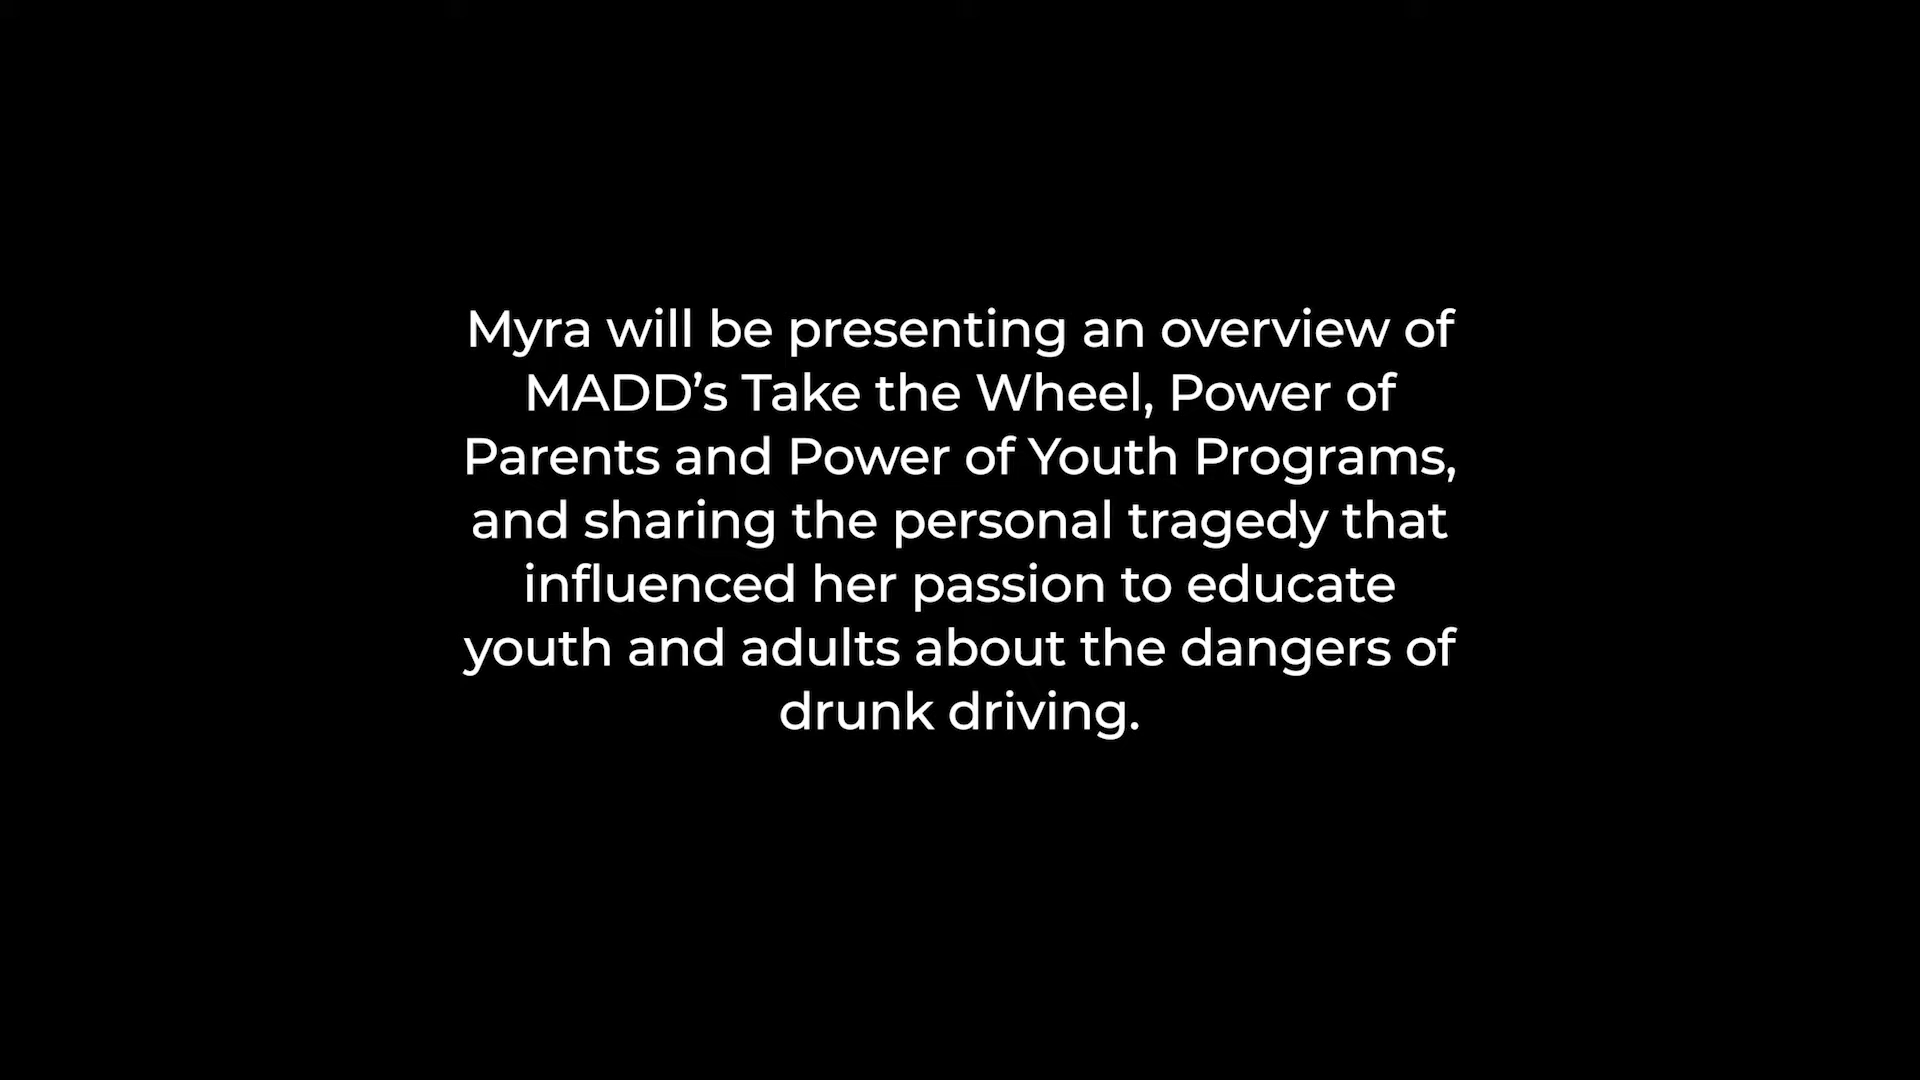 Myra will be presenting an overview of
MADD’s Take the Wheel, Power of
Parents and Power of Youth Programs,
and sharing the personal tragedy that
influenced her passion to educate
youth and adults about the dangers of
drunk driving.